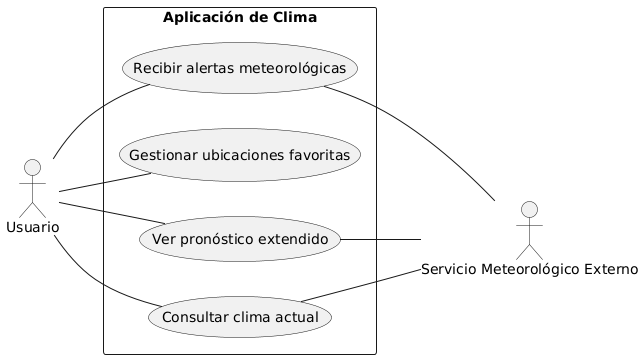 Aplicación de Clima
Recibir alertas meteorológicas
Gestionar ubicaciones favoritas
Usuario
Ver pronóstico extendido
Servicio Meteorológico Externo
Consultar clima actual